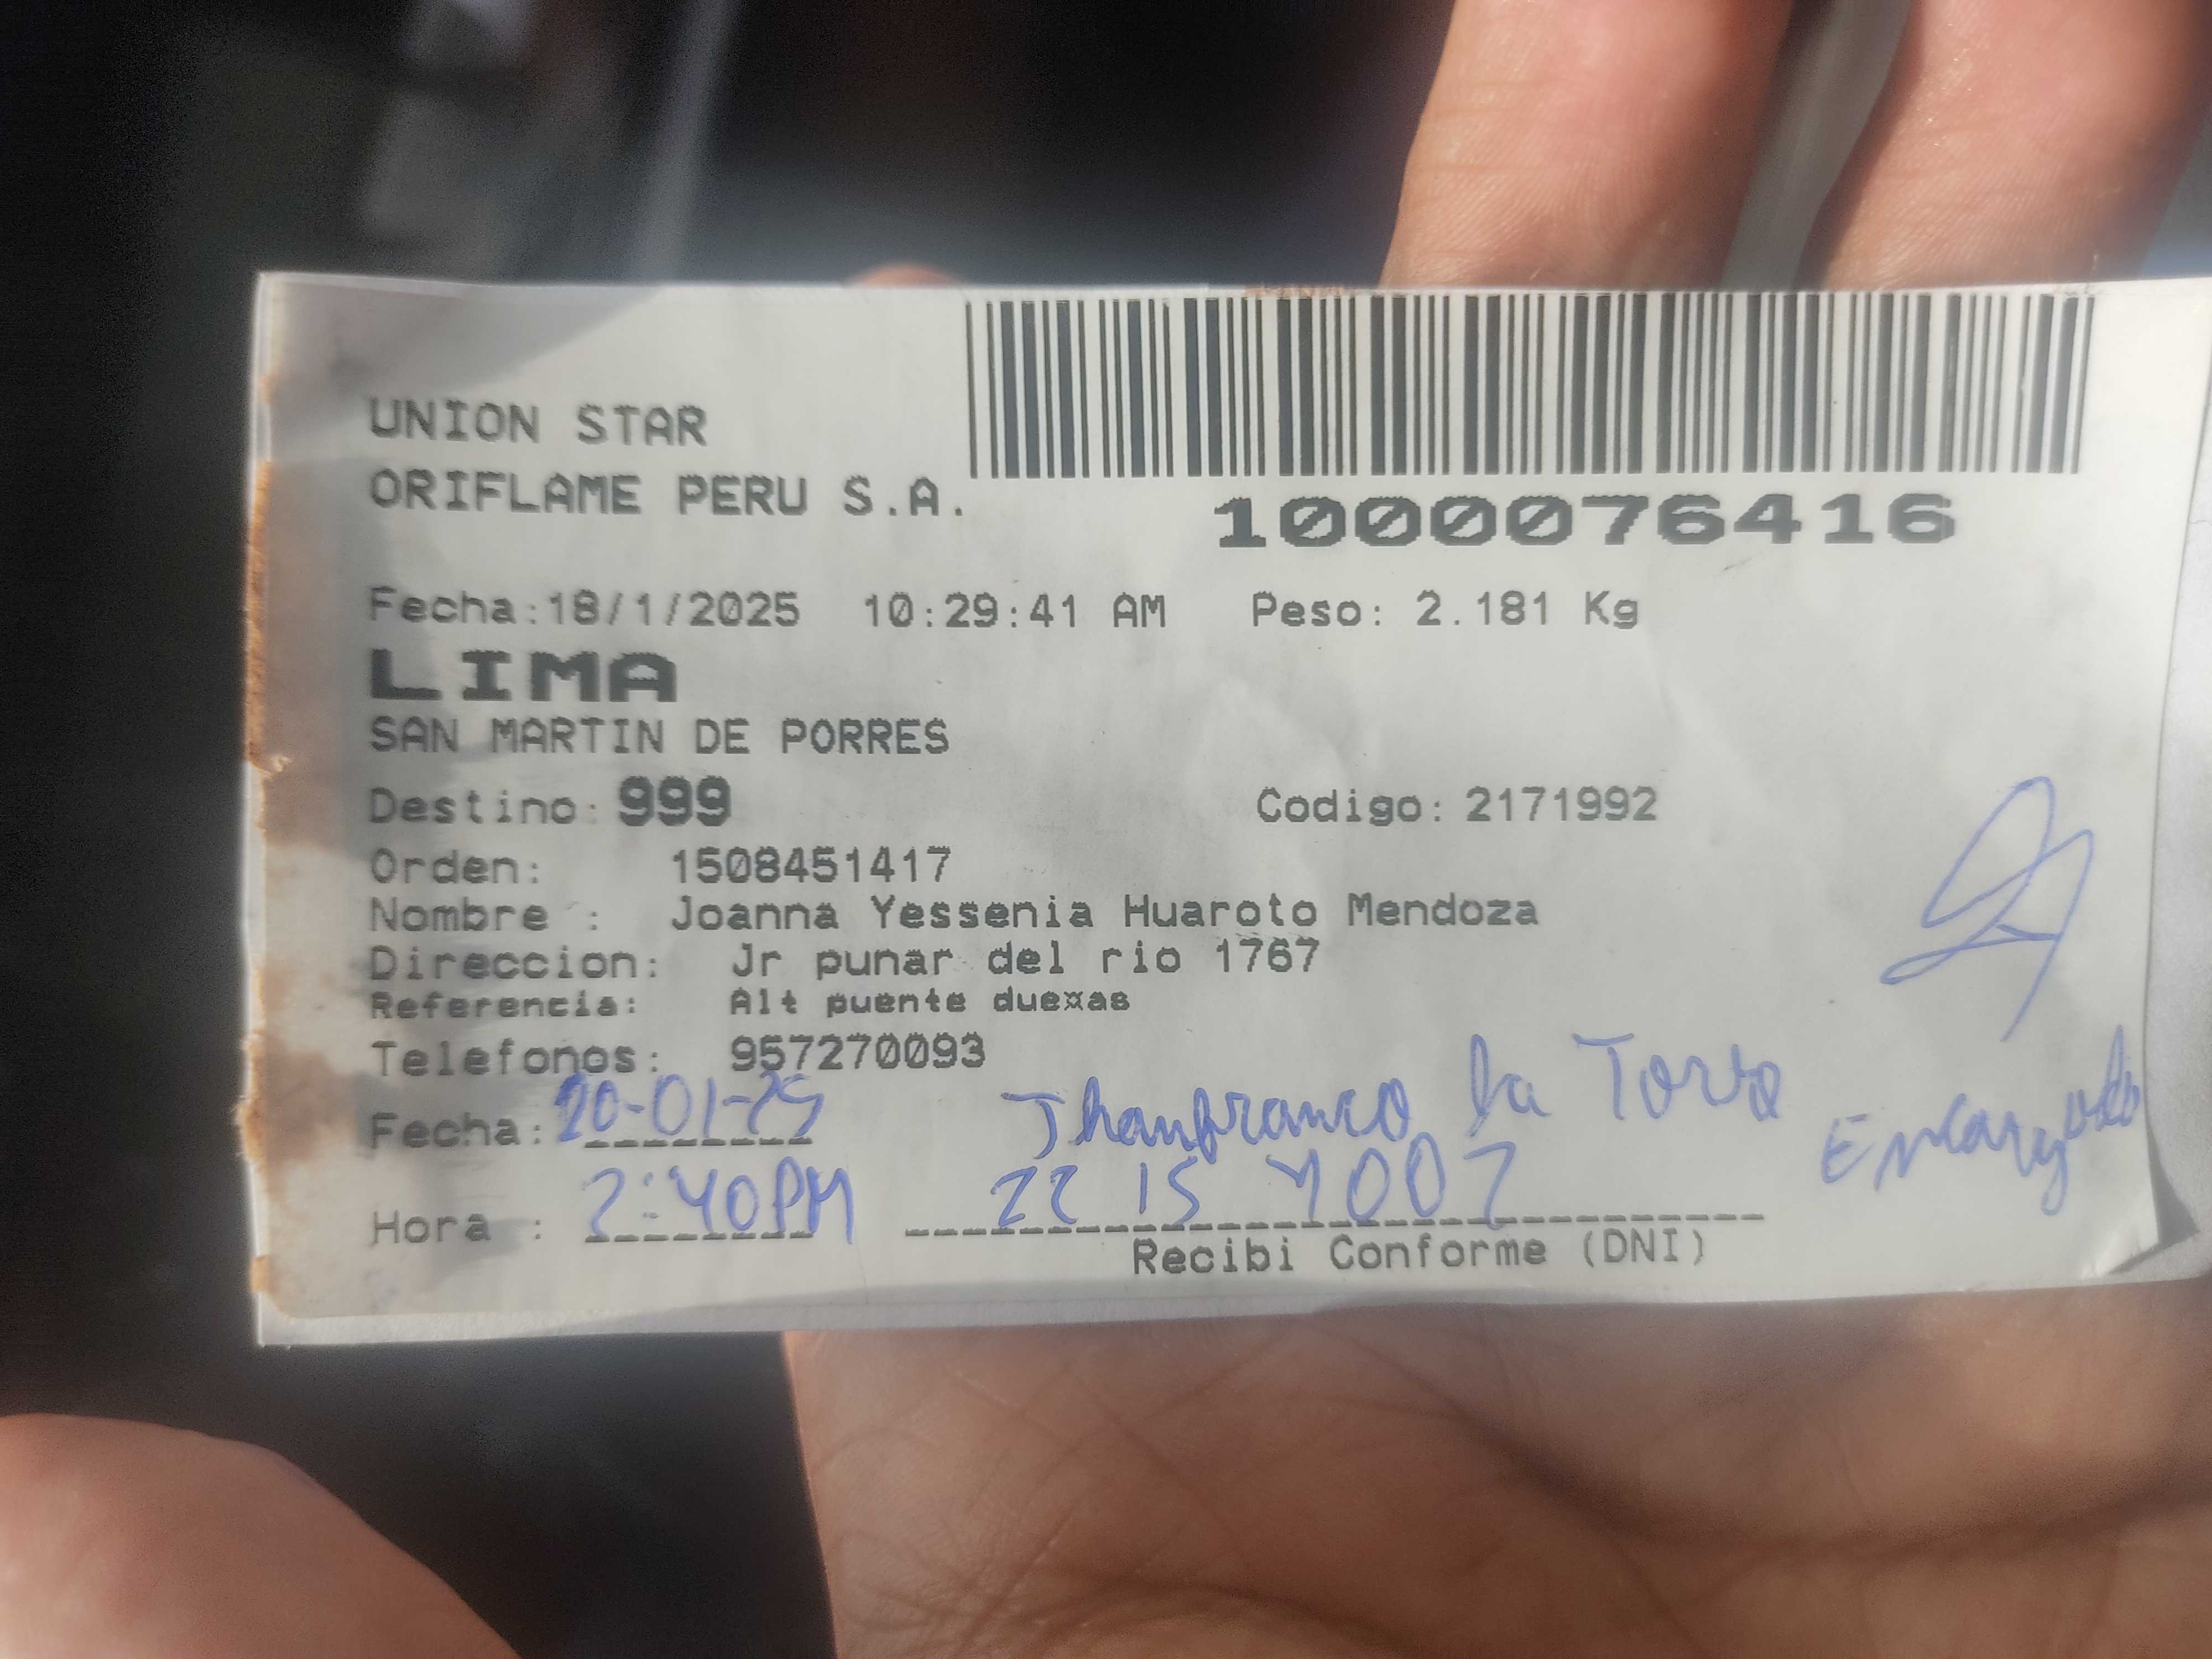 UNION STAR
ORIFLAME PERU S.A.
1000076416
Fecha:18/1/2025 10:29:41 AM Peso: 2.181 Kg
LIMA
SAN MARTIN DE PORRES
Destino: 999 Codigo: 2171992
Orden: 1508451417
Nombre : Joanna Yessenia Huaroto Mendoza
Direccion: Jr punar del rio 1767
Referencia: Alt puente duexas
Telefonos: 957270093
Fecha: 20-01-25 Jhanfranco la Torre Encargado
Hora : 2:40PM
Recibi Conforme (DNI)